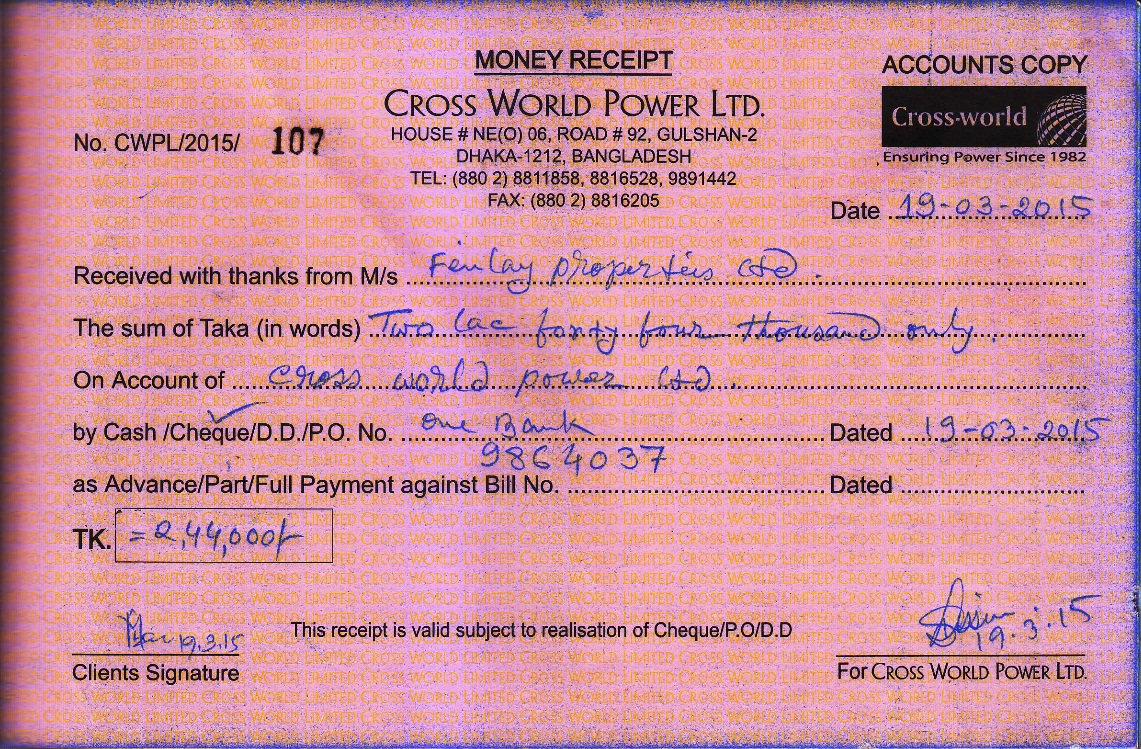 MONEY RECEIPT
ACCOUNTS COPY
CROSS WORLD POWER LTD.
Cross-world
Ensuring Power Since 1982
No. CWPL/2015/ 107
HOUSE # NE(O) 06, ROAD # 92, GULSHAN-2
DHAKA-1212, BANGLADESH
TEL: (880 2) 8811858, 8816528, 9891442
FAX: (880 2) 8816205
Date 19-03-2015
Received with thanks from M/s Fenlay properties Ltd.
The sum of Taka (in words) Two lac forty four thousand only.
On Account of Cross world power Ltd.
by Cash /Cheque/D.D./P.O. No. One Bank Dated 19-03-2015
9864037
as Advance/Part/Full Payment against Bill No. Dated
TK. =2,44,000/-
19.3.15
This receipt is valid subject to realisation of Cheque/P.O/D.D
19.3.15
Clients Signature
For CROSS WORLD POWER LTD.